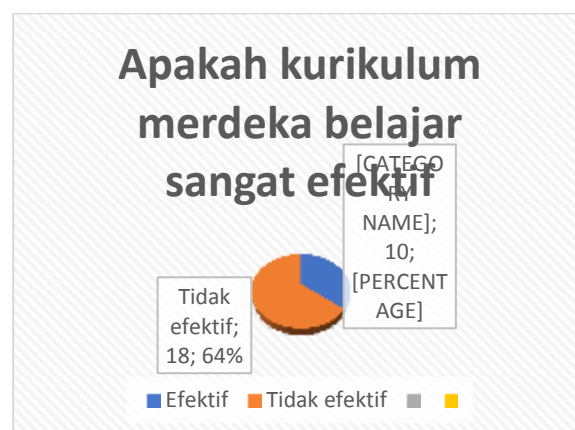 Apakah kurikulum
merdeka belajar
sangat efektif
[CATEGO
RY
NAME];
10;
[PERCENT
AGE]
Tidak
efektif;
18; 64%
Efektif Tidak efektif